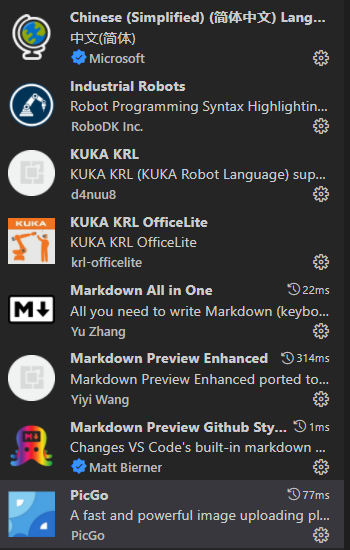 Chinese (Simplified) (简体中文) Lang...
中文(简体)
Microsoft
Industrial Robots
Robot Programming Syntax Highlightin...
RoboDK Inc.
KUKA KRL
KUKA KRL (KUKA Robot Language) sup...
d4nuu8
KUKA
KUKA KRL OfficeLite
KUKA KRL OfficeLite
krl-officelite
Markdown All in One 22ms
All you need to write Markdown (keybo...
Yu Zhang
Markdown Preview Enhanced 314ms
Markdown Preview Enhanced ported to...
Yiyi Wang
Markdown Preview Github Sty... 1ms
Changes VS Code's built-in markdown ...
Matt Bierner
PicGo 77ms
A fast and powerful image uploading pl...
PicGo